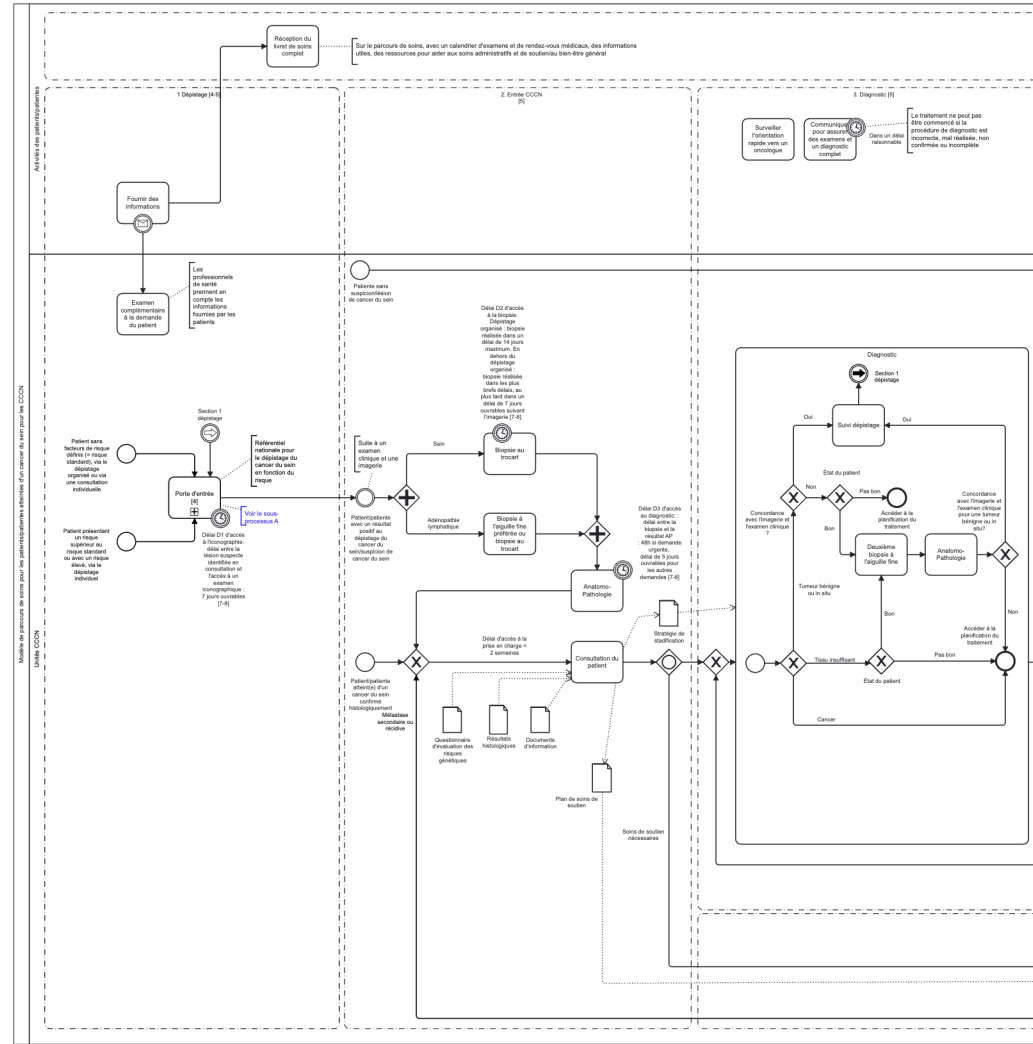 Modèle de parcours de soins pour les patients/patientes atteintes d'un cancer du sein pour les CCCN
Activités des patients/patientes
Réception du
livret de soins
complet
Sur le parcours de soins, avec un calendrier d'examens et de rendez-vous médicaux, des informations
utiles, des ressources pour aider aux soins administratifs et de soutien/au bien-être général
1 Dépistage [4-5]
2. Entrée CCCN
[5]
3. Diagnostic [5]
Surveiller
l'orientation
rapide vers un
oncologue
Communiquer
pour assurer
des examens et
un diagnostic
complet
Dans un délai
raisonnable
Le traitement ne peut pas
être commencé si la
procédure de diagnostic est
incorrecte, mal réalisée, non
confirmée ou incomplète
Fournir des
informations
Unités CCCN
Examen
complémentaire
à la demande
du patient
Les
professionnels
de santé
prennent en
compte les
informations
fournies par les
patients
Patiente sans
suspicion/lésion
de cancer du sein
Délai D2 d'accès
à la biopsie:
Dépistage
organisé : biopsie
réalisée dans un
délai de 14 jours
maximum. En
dehors du
dépistage
organisé :
biopsie réalisée
dans les plus
brefs délais, au
plus tard dans un
délai de 7 jours
ouvrables suivant
l'imagerie [7-8]
Section 1
dépistage
Patient sans
facteurs de risque
définis (= risque
standard), via le
dépistage
organisé ou via
une consultation
individuelle
Référentiel
nationale pour
le dépistage du
cancer du sein
en fonction du
risque
Porte d'entrée
[4]
Voir le sous-
processus A
Patient présentant
un risque
supérieur au
risque standard
ou avec un risque
élevé, via le
dépistage
individuel
Délai D1 d'accès
à l'iconographie:
délai entre la
lésion suspecte
identifiée en
consultation et
l'accès à un
examen
iconographique :
7 jours ouvrables
[7-8]
Suite à un
examen
clinique et une
imagerie
Sein
Biopsie au
trocart
Patient/patiente
avec un résultat
positif au
dépistage du
cancer du
sein/suspicion de
cancer du sein
Adénopathie
lymphatique
Biopsie à
l'aiguille fine
préférée ou
biopsie au
trocart
Délai D3 d'accès
au diagnostic :
délai entre la
biopsie et le
résultat AP
: 48h si demande
urgente,
délai de 5 jours
ouvrables pour
les autres
demandes [7-8]
Anatomo-
Pathologie
Délai d'accès à la
prise en charge <
2 semaines
Consultation du
patient
Stratégie de
stadification
Patient/patiente
atteint(e) d'un
cancer du sein
confirmé
histologiquement
Métastase
secondaire ou
récidive
Questionnaire
d'évaluation des
risques
génétiques
Résultats
histologiques
Documents
d'information
Plan de soins de
soutien
Soins de soutien
nécessaires
Diagnostic
Section 1
dépistage
Oui
Suivi dépistage
Oui
État du patient
Non
Pas bon
Concordance
avec l'imagerie et
l'examen clinique
?
Bon
Accéder à la
planification du
traitement
Concordance
avec l'imagerie et
l'examen clinique
pour une tumeur
bénigne ou in
situ?
Deuxième
biopsie à
l'aiguille fine
Anatomo-
Pathologie
Tumeur bénigne
ou in situ
Bon
Non
Accéder à la
planification du
traitement
Tissu insuffisant
Pas bon
État du patient
Cancer